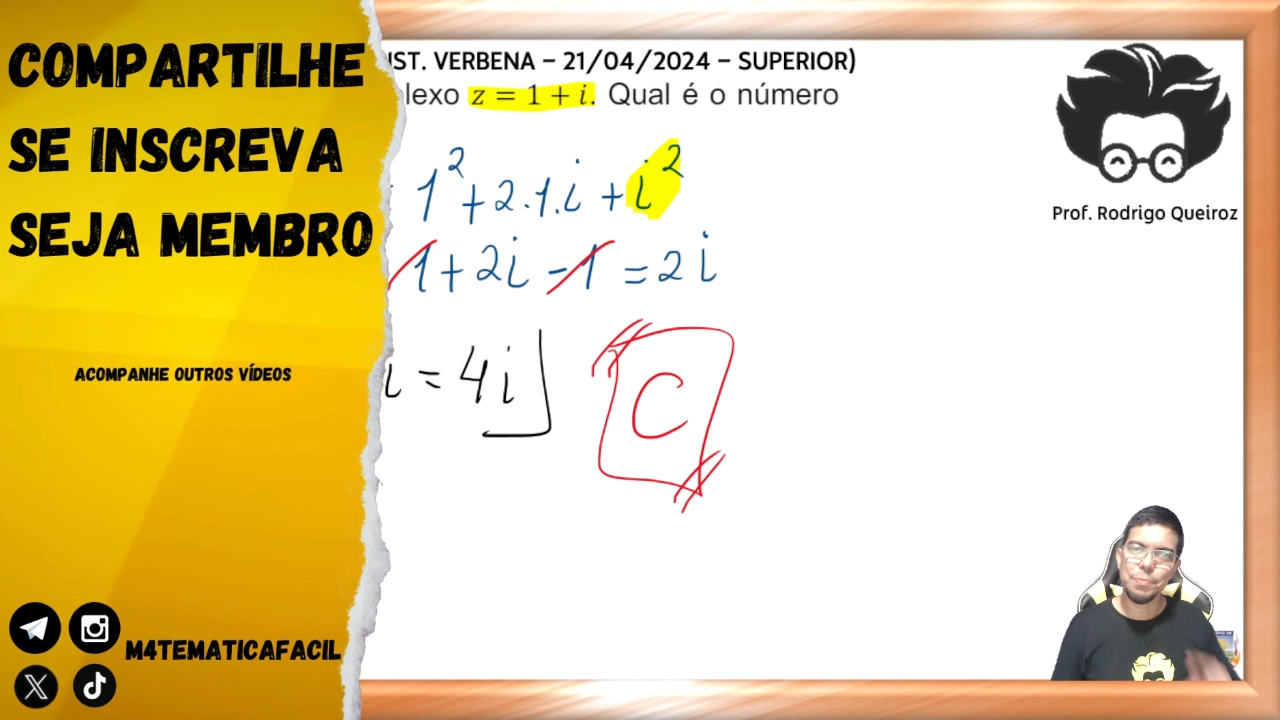 COMPARTILHE
SE INSCREVA
SEJA MEMBRO
ACOMPANHE OUTROS VÍDEOS
M4TEMATICAFACIL
IST. VERBENA – 21/04/2024 – SUPERIOR)
lexo z = 1 + i. Qual é o número
1² + 2.1.i + i²
1 + 2i - 1 = 2i
i = 4i
C
Prof. Rodrigo Queiroz